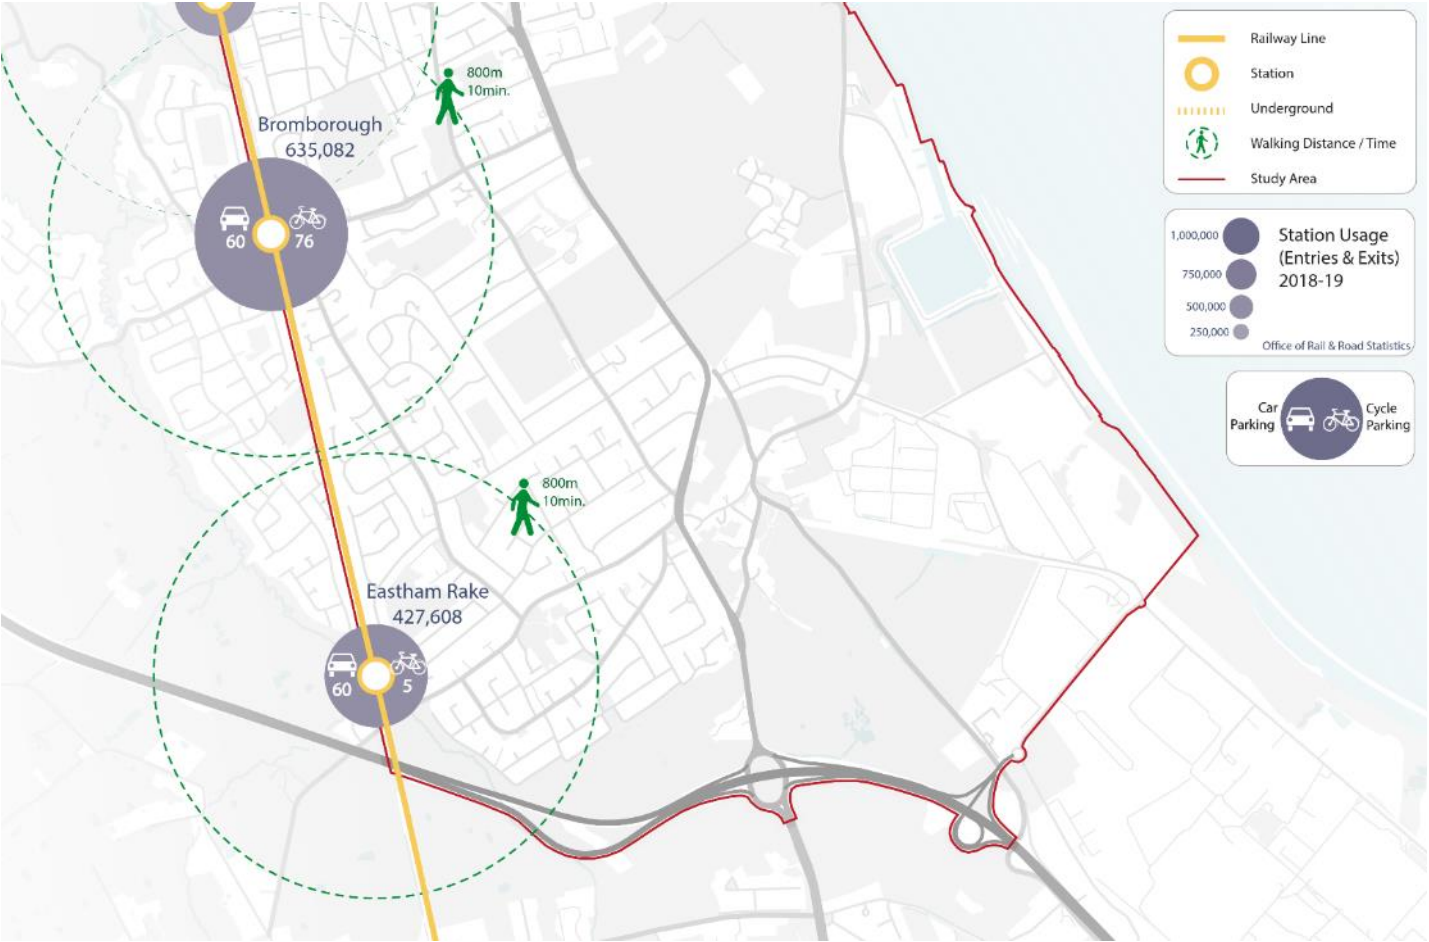 800m
10min.
Bromborough
635,082
60
76
800m
10min.
Eastham Rake
427,608
60
5
Railway Line
Station
Underground
Walking Distance / Time
Study Area
1,000,000
750,000
500,000
250,000
Station Usage
(Entries & Exits)
2018-19
Office of Rail & Road Statistics
Car
Parking
Cycle
Parking